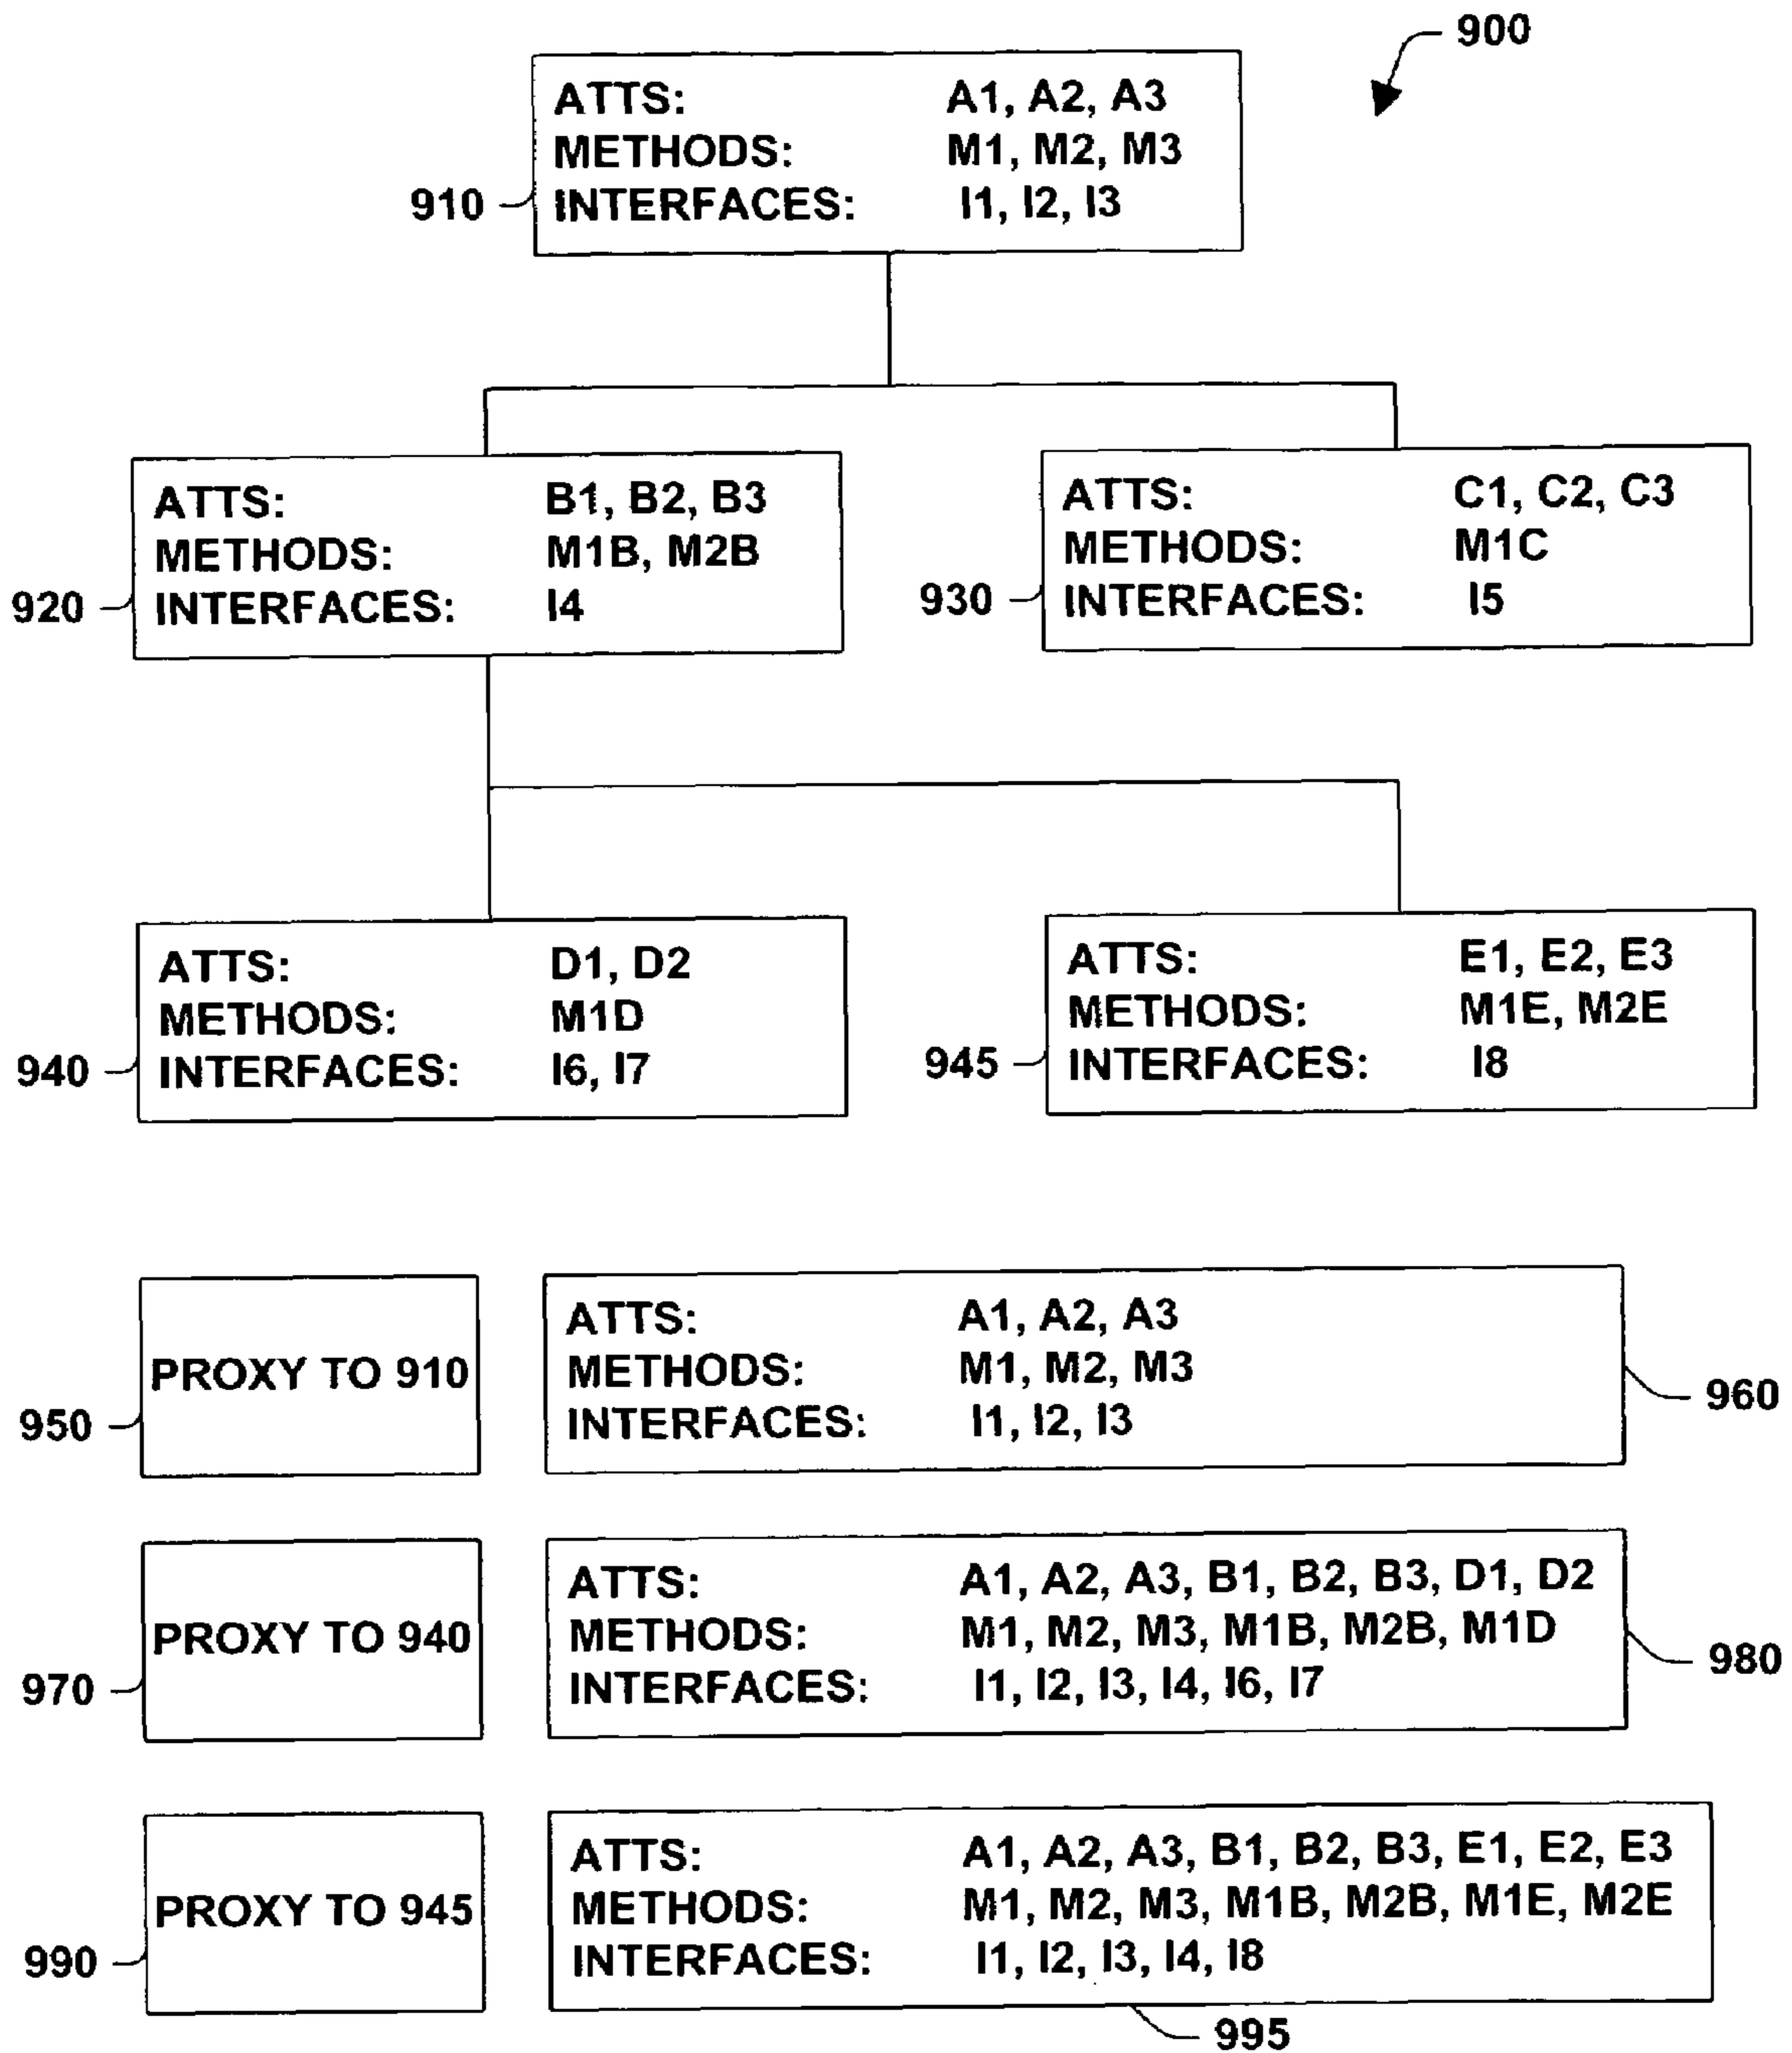 900
ATTS: A1, A2, A3
METHODS: M1, M2, M3
910 INTERFACES: I1, I2, I3
ATTS: B1, B2, B3
METHODS: M1B, M2B
920 INTERFACES: I4
ATTS: C1, C2, C3
METHODS: M1C
930 INTERFACES: I5
ATTS: D1, D2
METHODS: M1D
940 INTERFACES: I6, I7
ATTS: E1, E2, E3
METHODS: M1E, M2E
945 INTERFACES: I8
PROXY TO 910
950
ATTS: A1, A2, A3
METHODS: M1, M2, M3
INTERFACES: I1, I2, I3
960
PROXY TO 940
970
ATTS: A1, A2, A3, B1, B2, B3, D1, D2
METHODS: M1, M2, M3, M1B, M2B, M1D
INTERFACES: I1, I2, I3, I4, I6, I7
980
PROXY TO 945
990
ATTS: A1, A2, A3, B1, B2, B3, E1, E2, E3
METHODS: M1, M2, M3, M1B, M2B, M1E, M2E
INTERFACES: I1, I2, I3, I4, I8
995